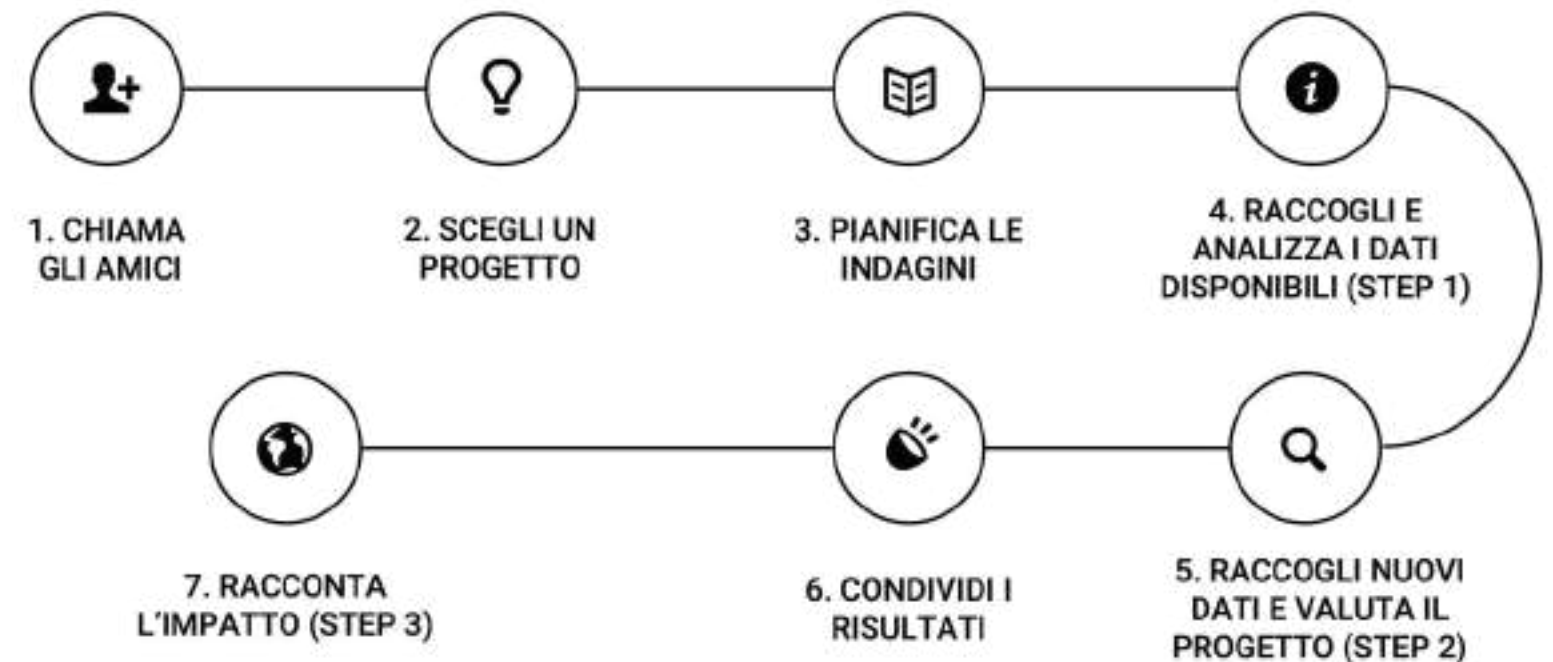 1. CHIAMA
GLI AMICI
2. SCEGLI UN
PROGETTO
3. PIANIFICA LE
INDAGINI
4. RACCOGLI E
ANALIZZA I DATI
DISPONIBILI (STEP 1)
5. RACCOGLI NUOVI
DATI E VALUTA IL
PROGETTO (STEP 2)
6. CONDIVIDI I
RISULTATI
7. RACCONTA
L'IMPATTO (STEP 3)